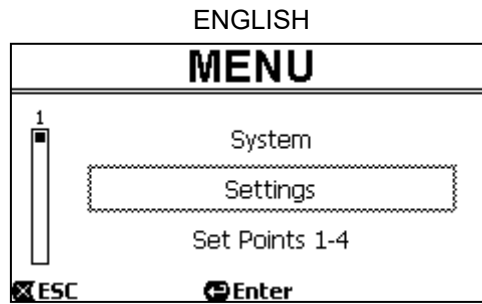 ENGLISH
MENU
1
System
Settings
Set Points 1-4
ESC Enter